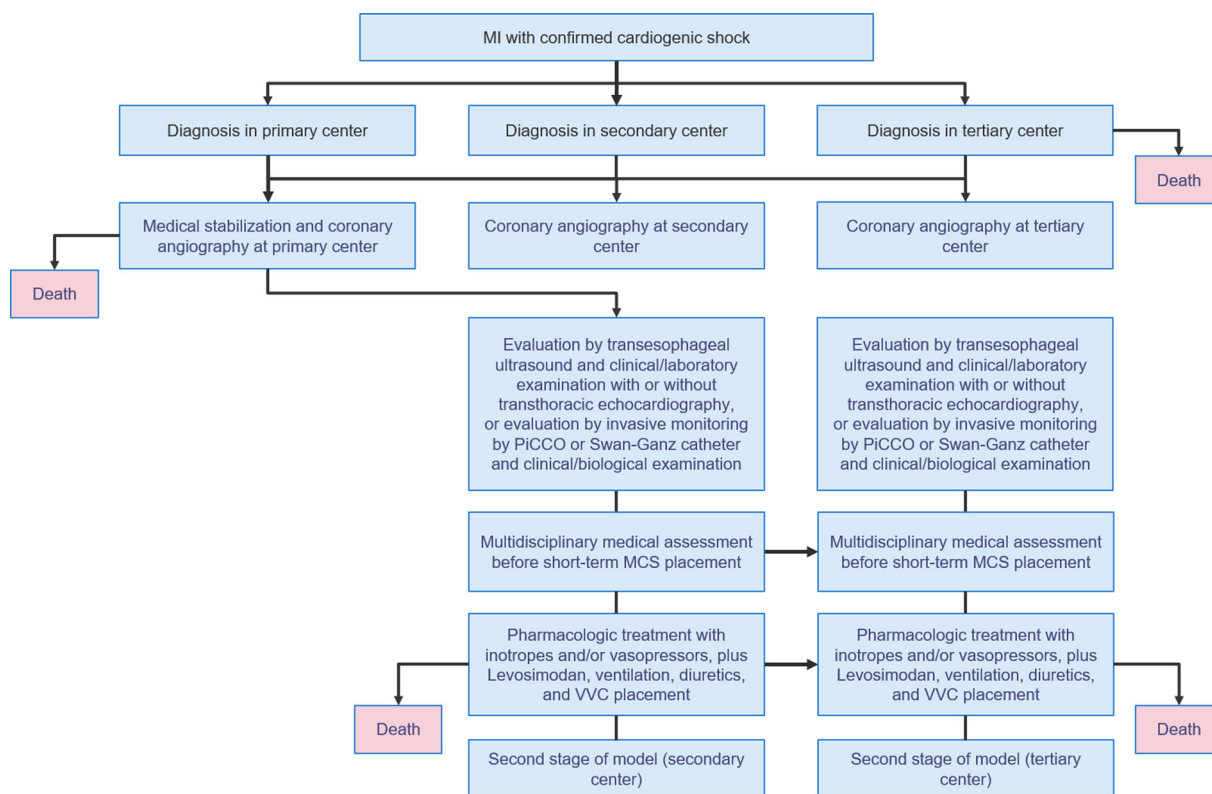 MI with confirmed cardiogenic shock
Diagnosis in primary center
Diagnosis in secondary center
Diagnosis in tertiary center
Death
Medical stabilization and coronary
angiography at primary center
Coronary angiography at secondary
center
Coronary angiography at tertiary
center
Death
Evaluation by transesophageal
ultrasound and clinical/laboratory
examination with or without
transthoracic echocardiography,
or evaluation by invasive monitoring
by PiCCO or Swan-Ganz catheter
and clinical/biological examination
Evaluation by transesophageal
ultrasound and clinical/laboratory
examination with or without
transthoracic echocardiography,
or evaluation by invasive monitoring
by PiCCO or Swan-Ganz catheter
and clinical/biological examination
Multidisciplinary medical assessment
before short-term MCS placement
Multidisciplinary medical assessment
before short-term MCS placement
Pharmacologic treatment with
inotropes and/or vasopressors, plus
Levosimodan, ventilation, diuretics,
and VVC placement
Pharmacologic treatment with
inotropes and/or vasopressors, plus
Levosimodan, ventilation, diuretics,
and VVC placement
Death
Death
Second stage of model (secondary
center)
Second stage of model (tertiary
center)